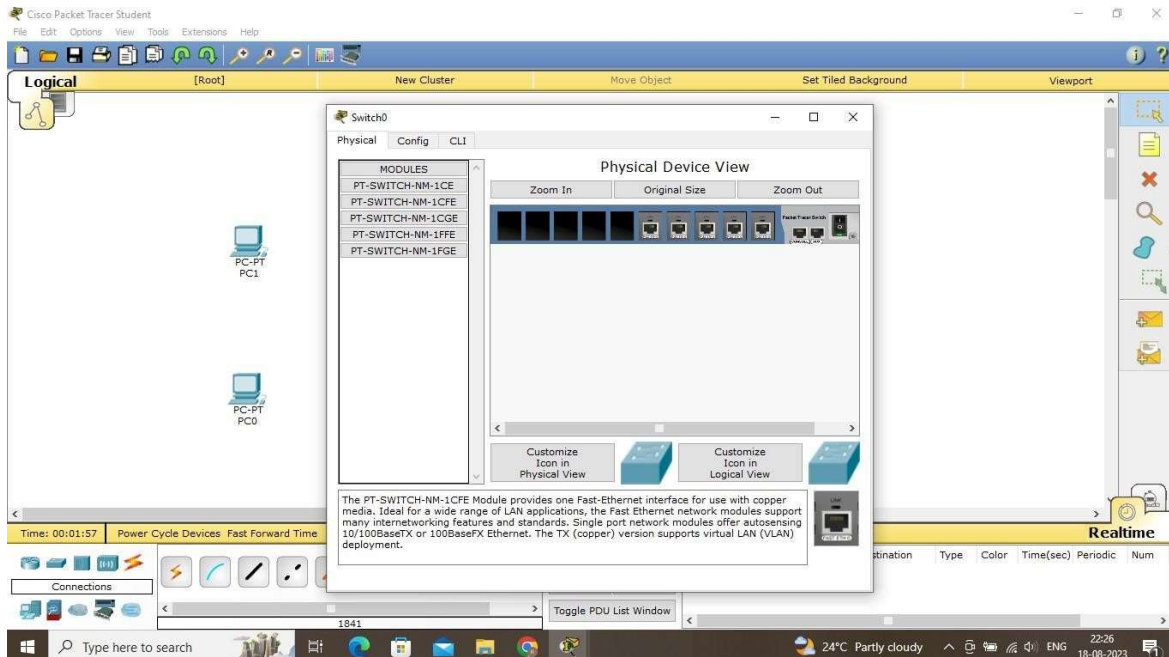 Cisco Packet Tracer Student
File Edit Options View Tools Extensions Help
Logical [Root] New Cluster Move Object Set Tiled Background Viewport
Switch0
Physical Config CLI
MODULES
PT-SWITCH-NM-1CE
PT-SWITCH-NM-1CFE
PT-SWITCH-NM-1CGE
PT-SWITCH-NM-1FFE
PT-SWITCH-NM-1FGE
Physical Device View
Zoom In Original Size Zoom Out
Packet Tracer Switch
PC-PT
PC1
PC-PT
PC0
Customize
Icon in
Physical View
Customize
Icon in
Logical View
The PT-SWITCH-NM-1CFE Module provides one Fast-Ethernet interface for use with copper
media. Ideal for a wide range of LAN applications, the Fast Ethernet network modules support
many internetworking features and standards. Single port network modules offer autosensing
10/100BaseTX or 100BaseFX Ethernet. The TX (copper) version supports virtual LAN (VLAN)
deployment.
Time: 00:01:57 Power Cycle Devices Fast Forward Time Realtime
Connections
stination Type Color Time(sec) Periodic Num
Toggle PDU List Window
1841
Type here to search
24°C Partly cloudy ENG
22:26
18-08-2023